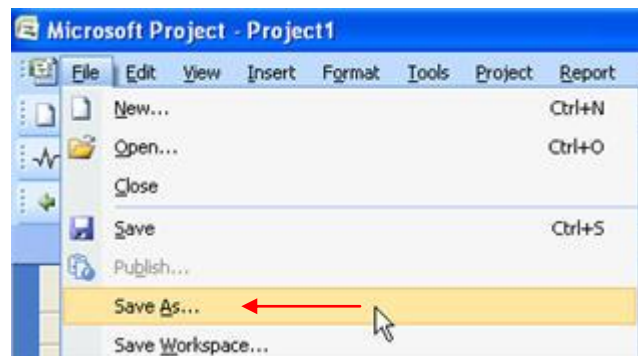 Microsoft Project - Project1
File Edit View Insert Format Tools Project Report
New... Ctrl+N
Open... Ctrl+O
Close
Save Ctrl+S
Publish...
Save As...
Save Workspace...